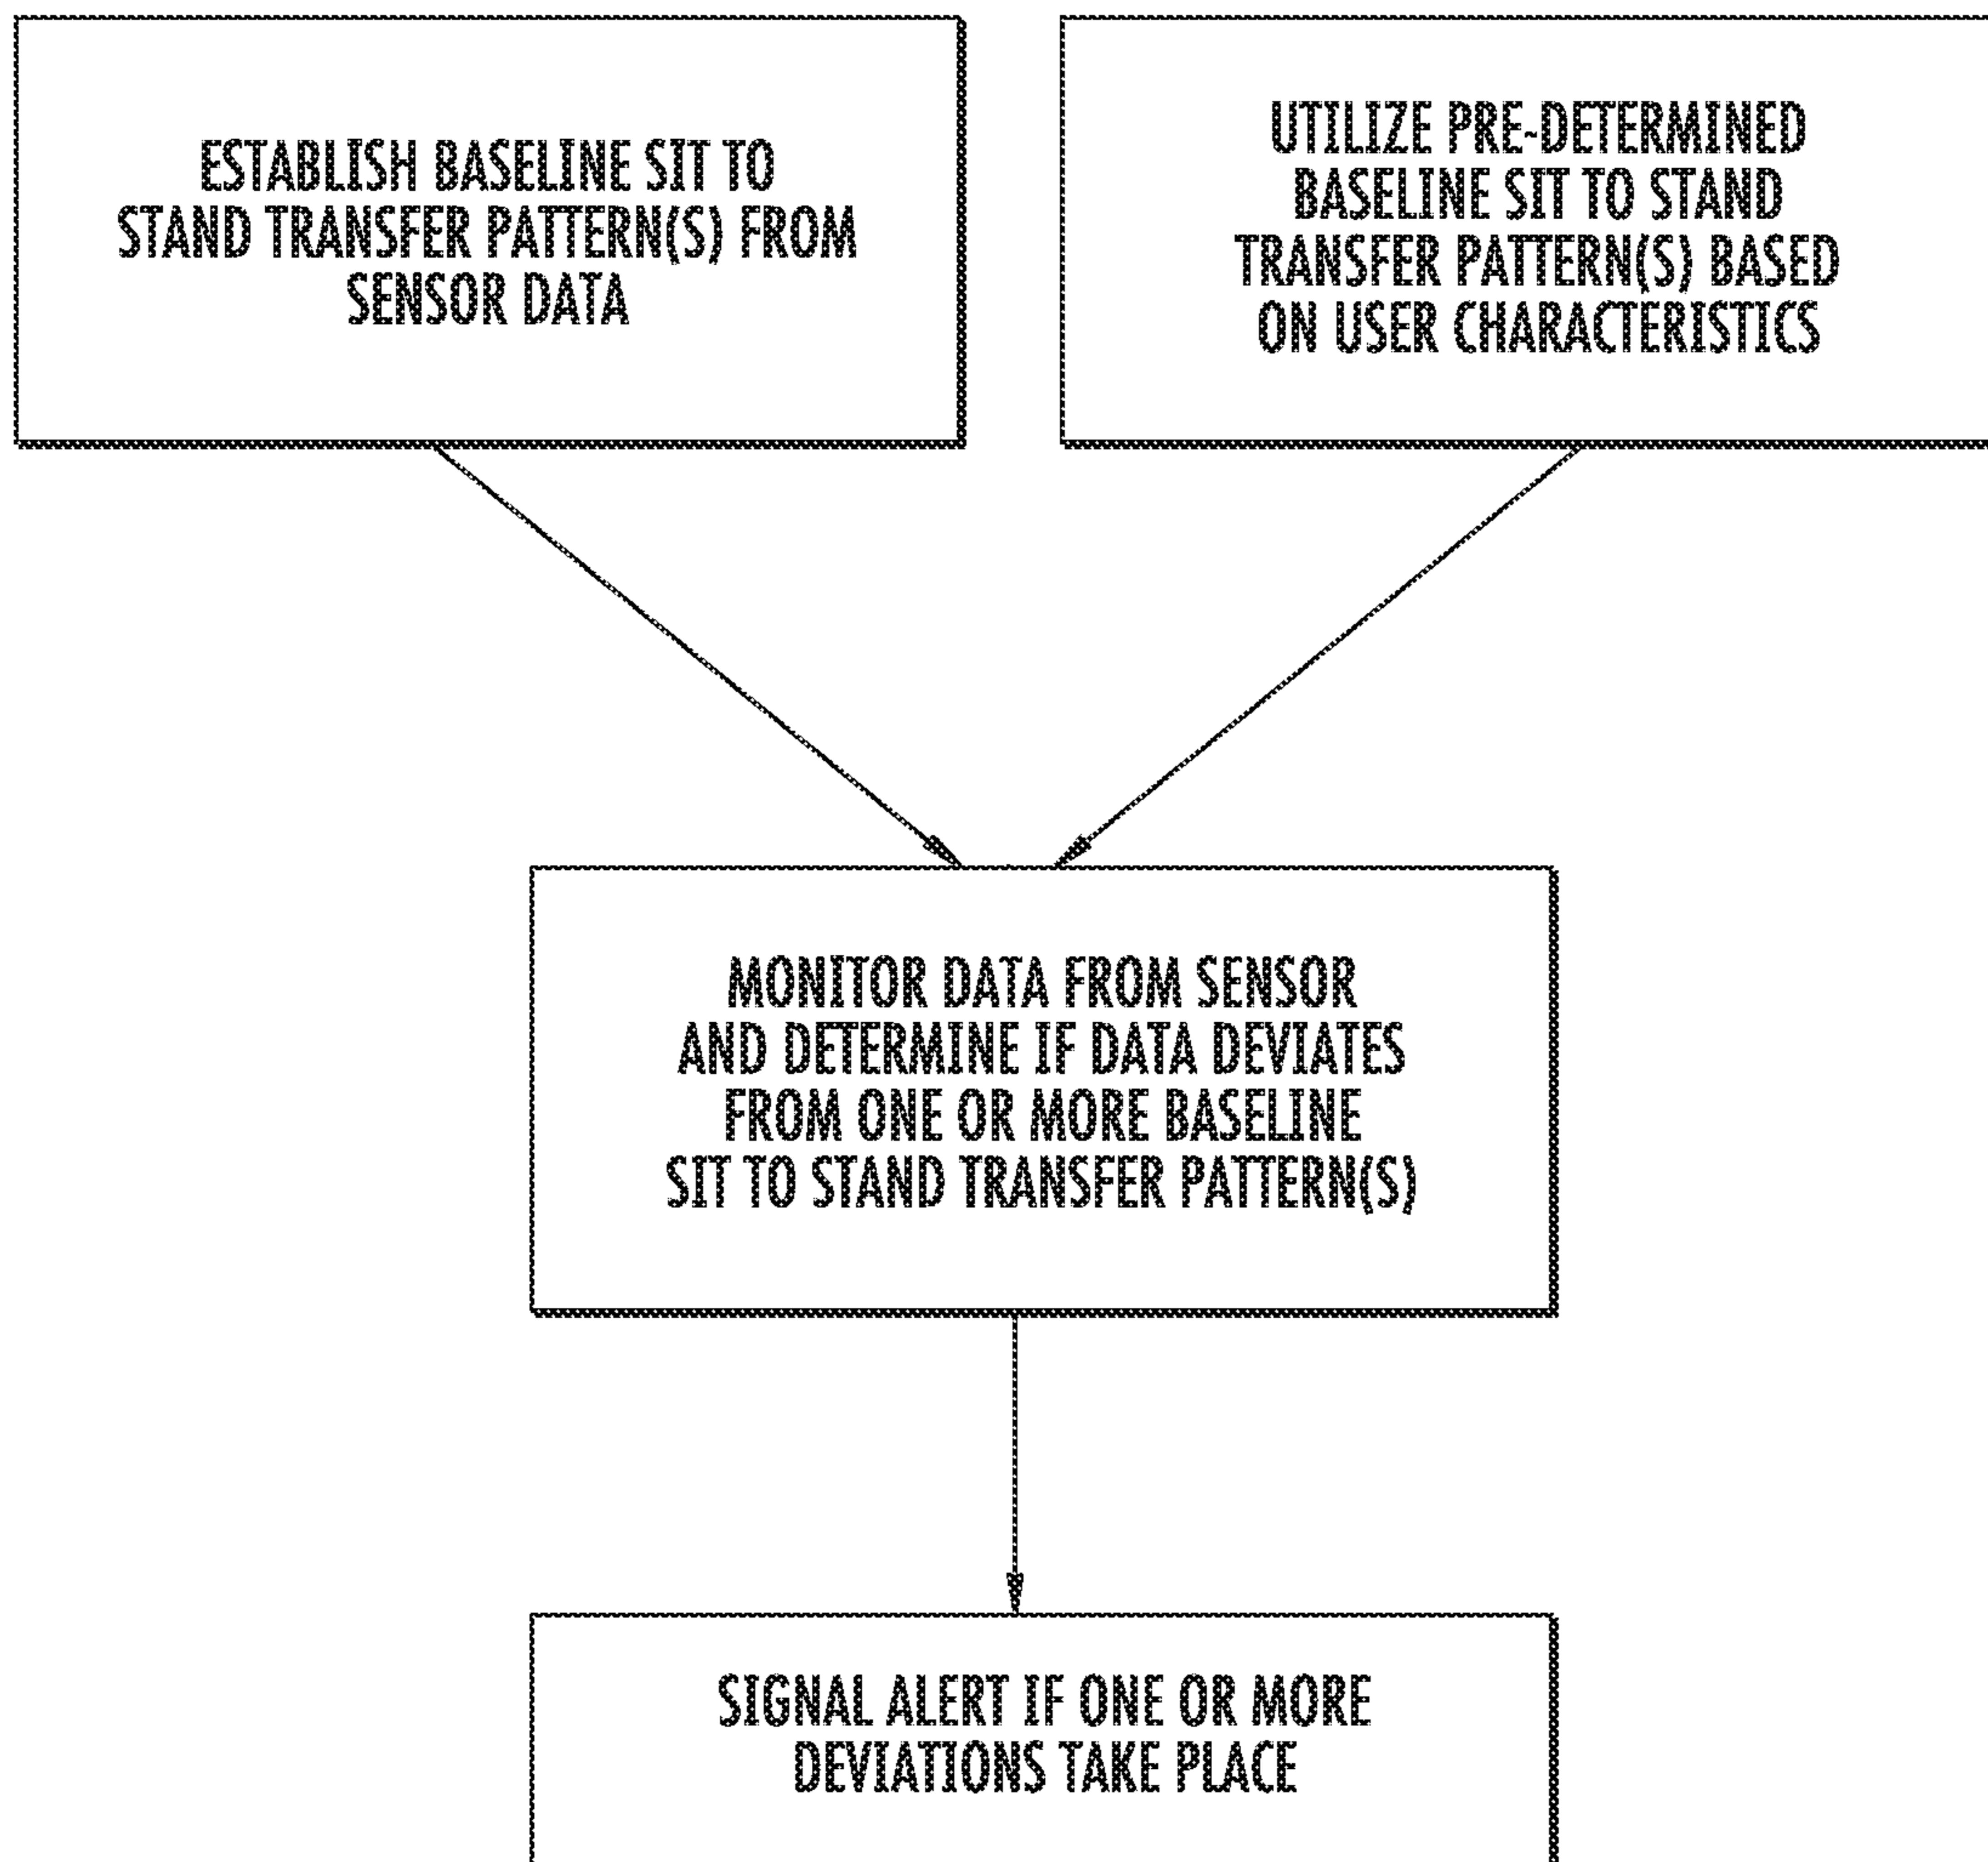 ESTABLISH BASELINE SIT TO
STAND TRANSFER PATTERN(S) FROM
SENSOR DATA
UTILIZE PRE-DETERMINED
BASELINE SIT TO STAND
TRANSFER PATTERN(S) BASED
ON USER CHARACTERISTICS
MONITOR DATA FROM SENSOR
AND DETERMINE IF DATA DEVIATES
FROM ONE OR MORE BASELINE
SIT TO STAND TRANSFER PATTERN(S)
SIGNAL ALERT IF ONE OR MORE
DEVIATIONS TAKE PLACE